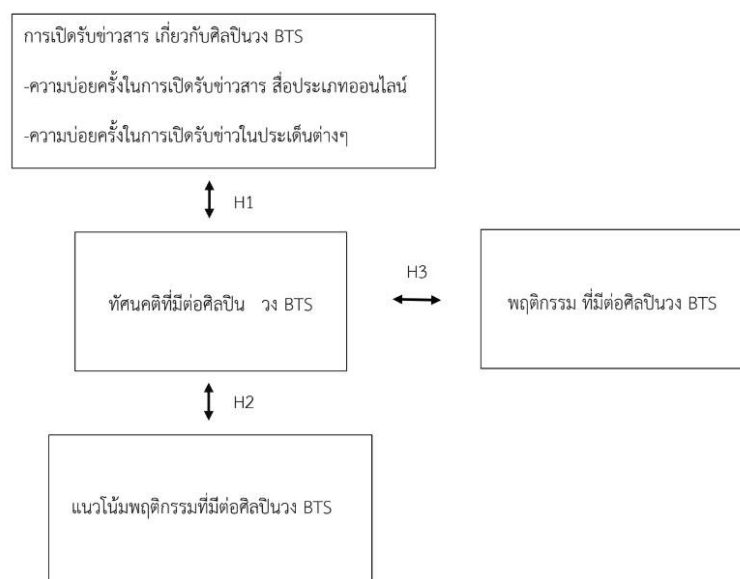 การเปิดรับข่าวสาร เกี่ยวกับศิลปินวง BTS
-ความบ่อยครั้งในการเปิดรับข่าวสาร สื่อประเภทออนไลน์
-ความบ่อยครั้งในการเปิดรับข่าวในประเด็นต่างๆ
H1
ทัศนคติที่มีต่อศิลปิน วง BTS
H3
พฤติกรรม ที่มีต่อศิลปินวง BTS
H2
แนวโน้มพฤติกรรมที่มีต่อศิลปินวง BTS